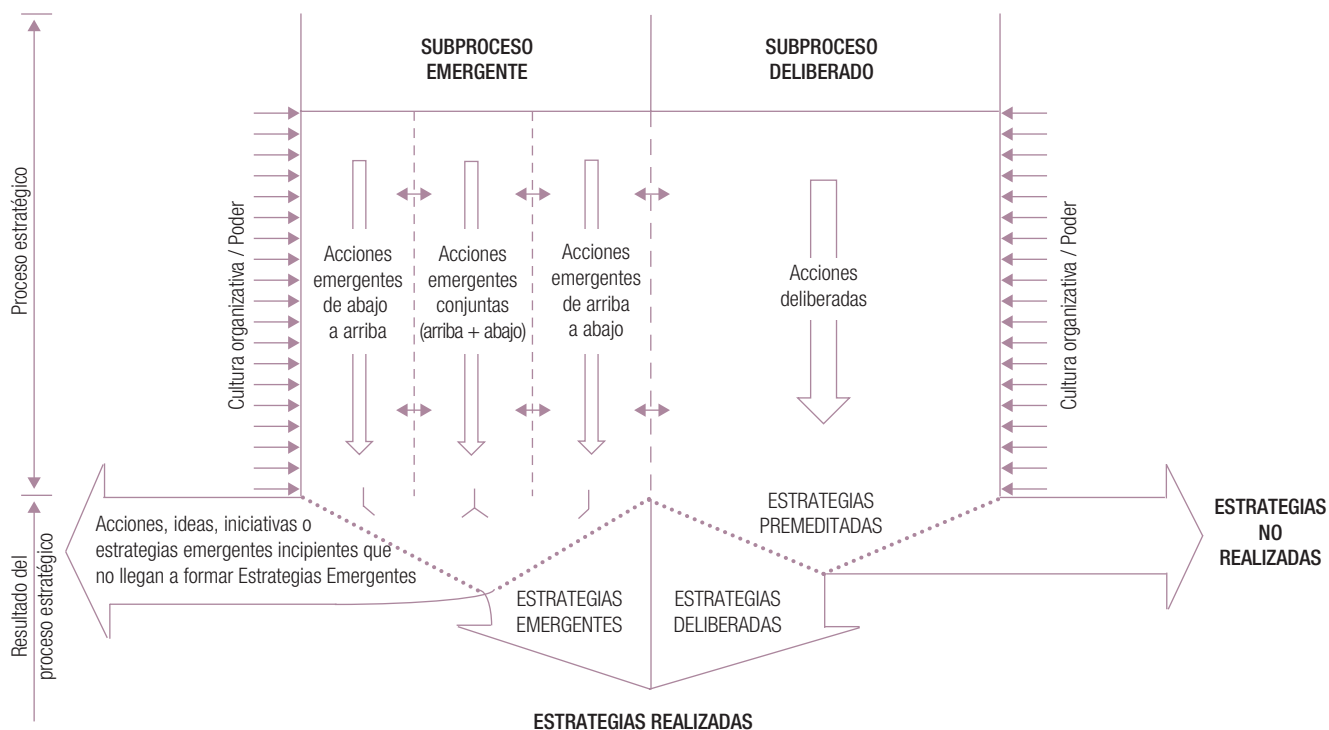 SUBPROCESO
EMERGENTE
SUBPROCESO
DELIBERADO
Proceso estratégico
Cultura organizativa / Poder
Acciones
emergentes
de abajo
a arriba
Acciones
emergentes
conjuntas
(arriba + abajo)
Acciones
emergentes
de arriba
a abajo
Acciones
deliberadas
Cultura organizativa / Poder
Resultado del
proceso estratégico
Acciones, ideas, iniciativas o
estrategias emergentes incipientes que
no llegan a formar Estrategias Emergentes
ESTRATEGIAS
PREMEDITADAS
ESTRATEGIAS
NO
REALIZADAS
ESTRATEGIAS
EMERGENTES
ESTRATEGIAS
DELIBERADAS
ESTRATEGIAS REALIZADAS